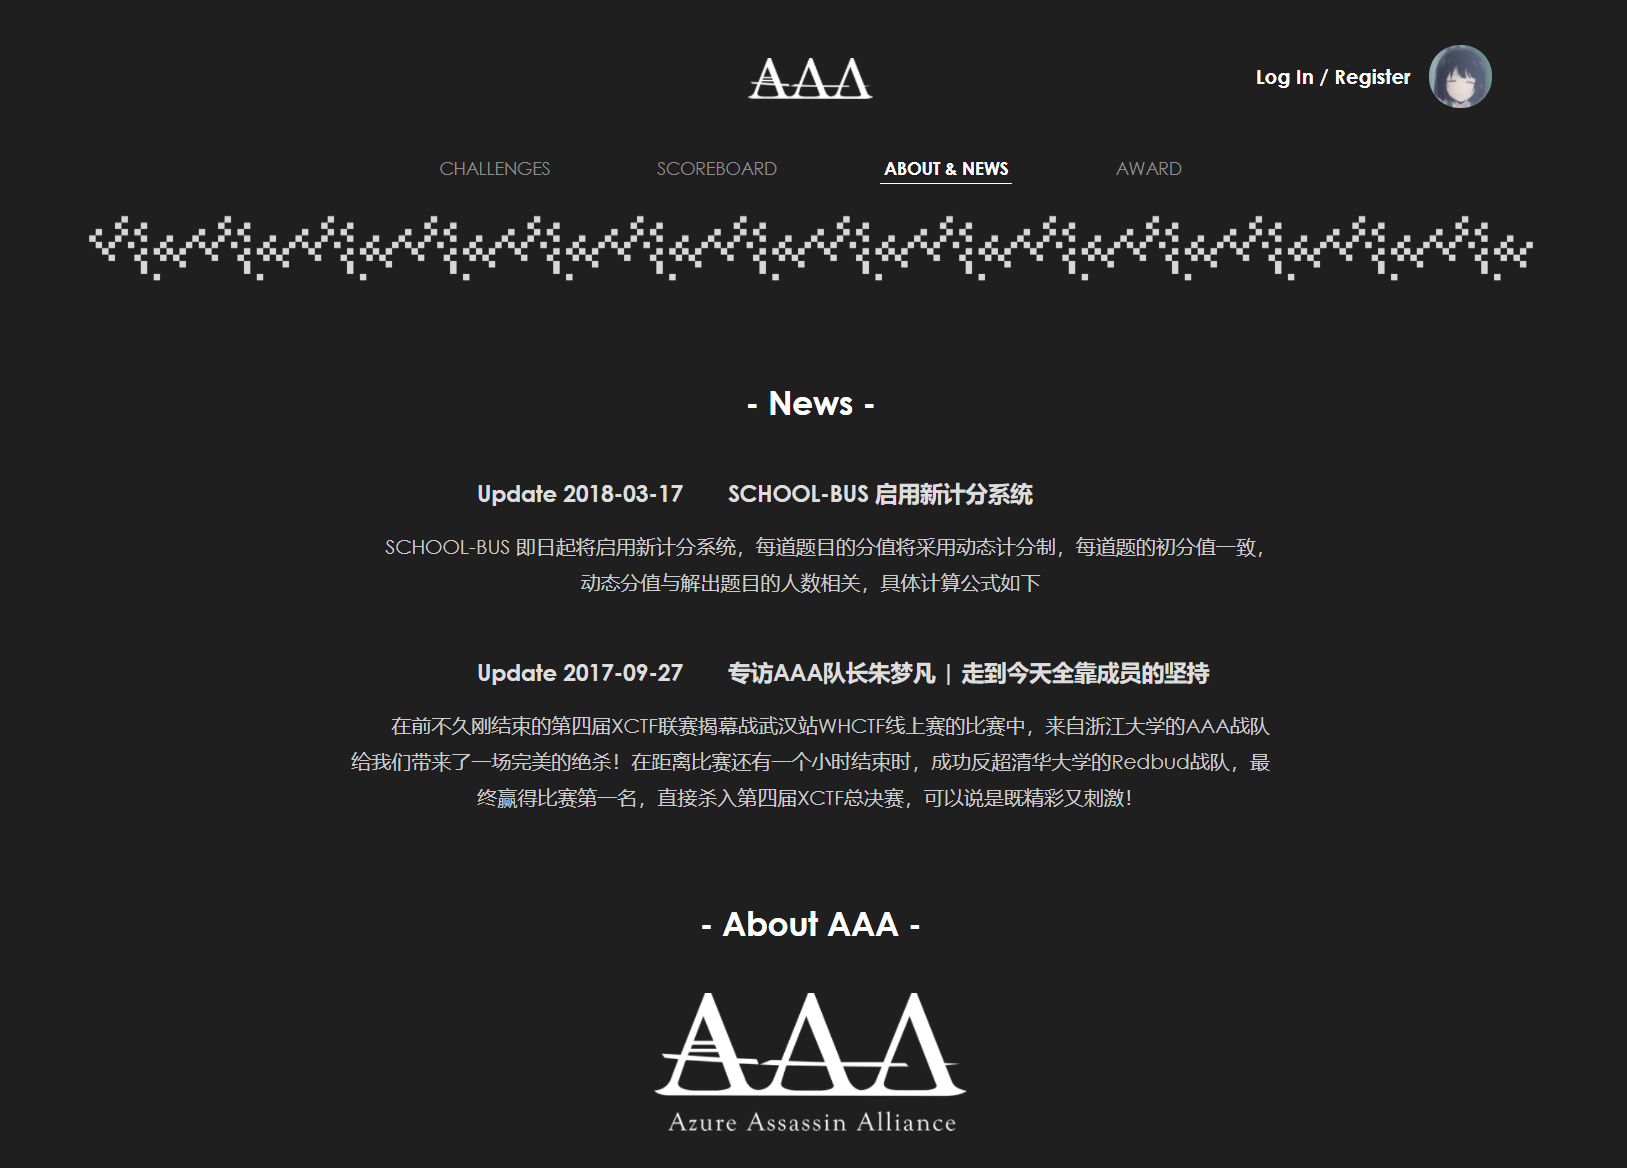 AAA
Log In / Register
CHALLENGES
SCOREBOARD
ABOUT & NEWS
AWARD
- News -
Update 2018-03-17 SCHOOL-BUS 启用新计分系统
SCHOOL-BUS 即日起将启用新计分系统，每道题目的分值将采用动态计分制，每道题的初分值一致，
动态分值与解出题目的人数相关，具体计算公式如下
Update 2017-09-27 专访AAA队长朱梦凡 | 走到今天全靠成员的坚持
在前不久刚结束的第四届XCTF联赛揭幕战武汉站WHCTF线上赛的比赛中，来自浙江大学的AAA战队
给我们带来了一场完美的绝杀！在距离比赛还有一个小时结束时，成功反超清华大学的Redbud战队，最
终赢得比赛第一名，直接杀入第四届XCTF总决赛，可以说是既精彩又刺激！
- About AAA -
AAA
Azure Assassin Alliance